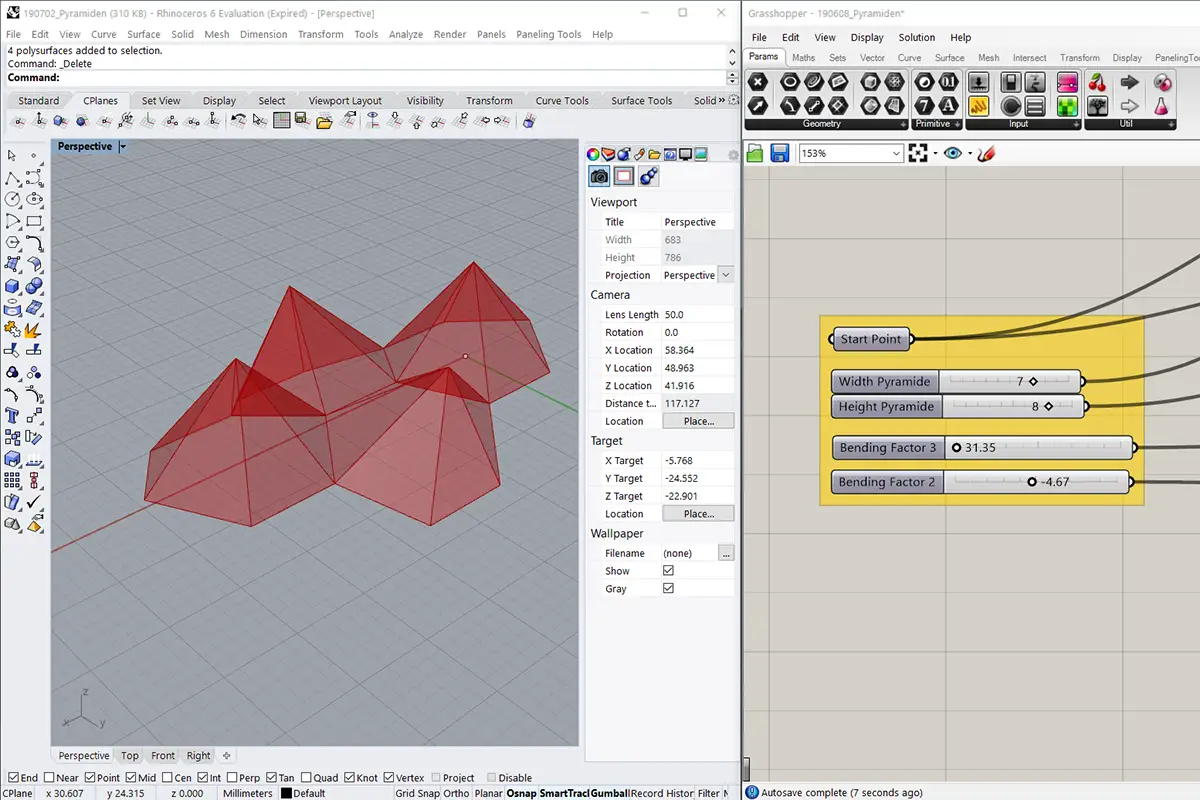 190702_Pyramiden (310 KB) - Rhinoceros 6 Evaluation (Expired) - [Perspective]
File Edit View Curve Surface Solid Mesh Dimension Transform Tools Analyze Render Panels Paneling Tools Help
4 polysurfaces added to selection.
Command: _Delete
Command:
Standard CPlanes Set View Display Select Viewport Layout Visibility Transform Curve Tools Surface Tools Solid »
Perspective
Viewport
Title Perspective
Width 683
Height 786
Projection Perspective
Camera
Lens Length 50.0
Rotation 0.0
X Location 58.364
Y Location 48.963
Z Location 41.916
Distance t... 117.127
Location Place...
Target
X Target -5.768
Y Target -24.552
Z Target -22.901
Location Place...
Wallpaper
Filename (none) ...
Show
Gray
z
x y
Perspective Top Front Right
End Near Point Mid Cen Int Perp Tan Quad Knot Vertex Project Disable
CPlane x 30.607 y 24.315 z 0.000 Millimeters Default Grid Snap Ortho Planar Osnap SmartTrac Gumball Record Histor Filter
Grasshopper - 190608_Pyramiden*
File Edit View Display Solution Help
Params Maths Sets Vector Curve Surface Mesh Intersect Transform Display PanelingToo
Geometry Primitive Input Util
153%
Start Point
Width Pyramide 7
Height Pyramide 8
Bending Factor 3 31.35
Bending Factor 2 -4.67
Autosave complete (7 seconds ago)